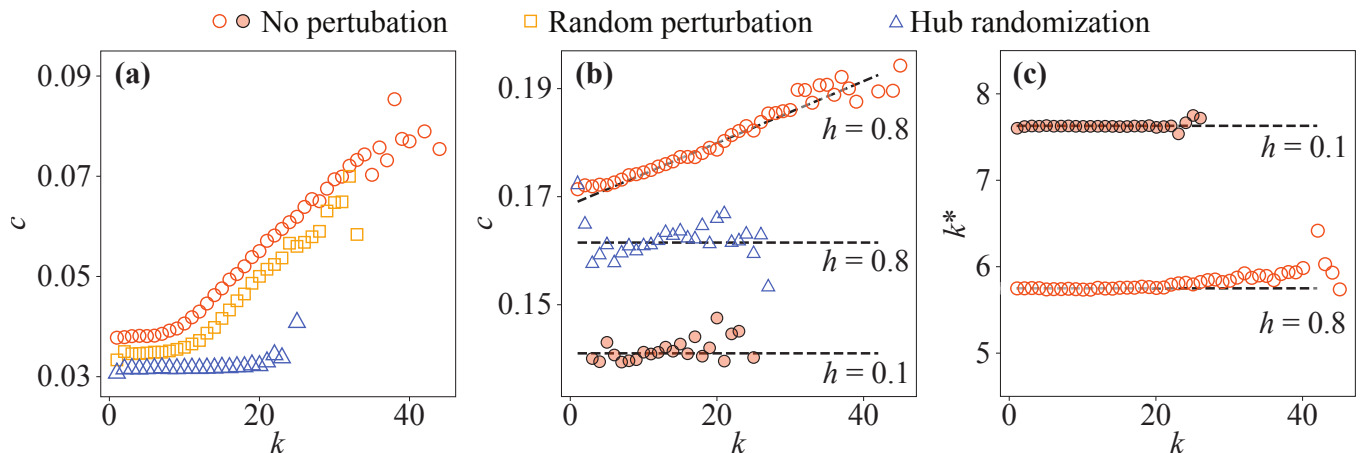 No pertubation Random perturbation Hub randomization
(a)
0.09
0.07
0.05
0.03
c
0 20 40
k
(b)
0.19
0.17
0.15
c
h = 0.8
h = 0.8
h = 0.1
0 20 40
k
(c)
8
7
6
5
k*
h = 0.1
h = 0.8
0 20 40
k